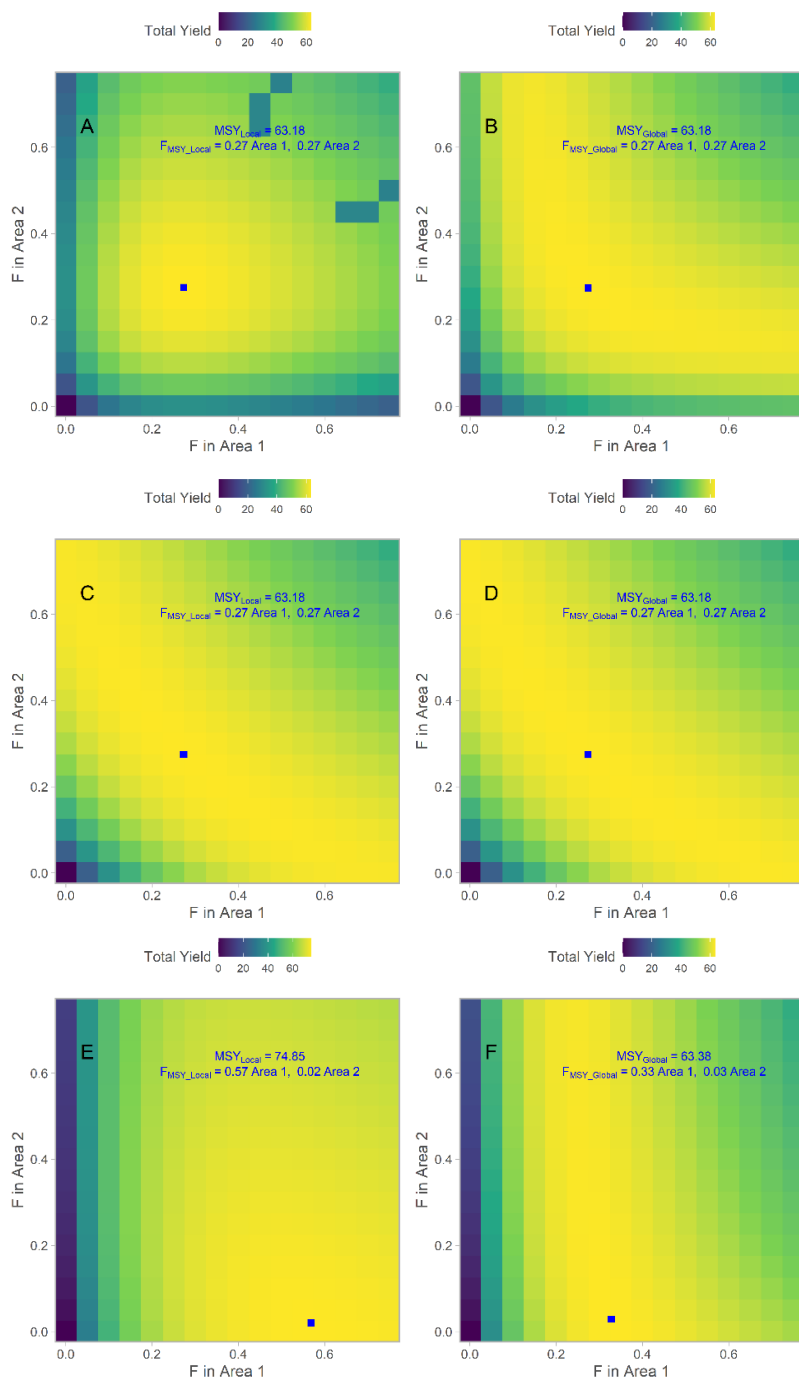 Total Yield
0 20 40 60
A
MSY_Local = 63.18
F_MSY_Local = 0.27 Area 1, 0.27 Area 2
F in Area 2
0.6
0.4
0.2
0.0
0.0 0.2 0.4 0.6
F in Area 1
Total Yield
0 20 40 60
B
MSY_Global = 63.18
F_MSY_Global = 0.27 Area 1, 0.27 Area 2
F in Area 2
0.6
0.4
0.2
0.0
0.0 0.2 0.4 0.6
F in Area 1
Total Yield
0 20 40 60
C
MSY_Local = 63.18
F_MSY_Local = 0.27 Area 1, 0.27 Area 2
F in Area 2
0.6
0.4
0.2
0.0
0.0 0.2 0.4 0.6
F in Area 1
Total Yield
0 20 40 60
D
MSY_Global = 63.18
F_MSY_Global = 0.27 Area 1, 0.27 Area 2
F in Area 2
0.6
0.4
0.2
0.0
0.0 0.2 0.4 0.6
F in Area 1
Total Yield
0 20 40 60
E
MSY_Local = 74.85
F_MSY_Local = 0.57 Area 1, 0.02 Area 2
F in Area 2
0.6
0.4
0.2
0.0
0.0 0.2 0.4 0.6
F in Area 1
Total Yield
0 20 40 60
F
MSY_Global = 63.38
F_MSY_Global = 0.33 Area 1, 0.03 Area 2
F in Area 2
0.6
0.4
0.2
0.0
0.0 0.2 0.4 0.6
F in Area 1